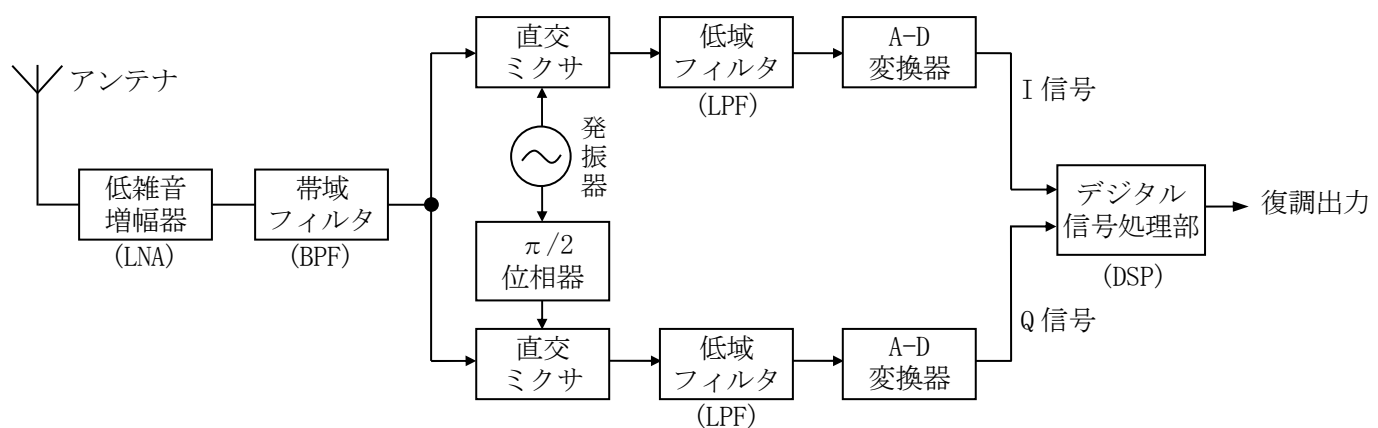 アンテナ
低雑音
増幅器
(LNA)
帯域
フィルタ
(BPF)
直交
ミクサ
低域
フィルタ
(LPF)
A-D
変換器
I 信号
発
振
器
π/2
位相器
直交
ミクサ
低域
フィルタ
(LPF)
A-D
変換器
Q 信号
デジタル
信号処理部
(DSP)
復調出力